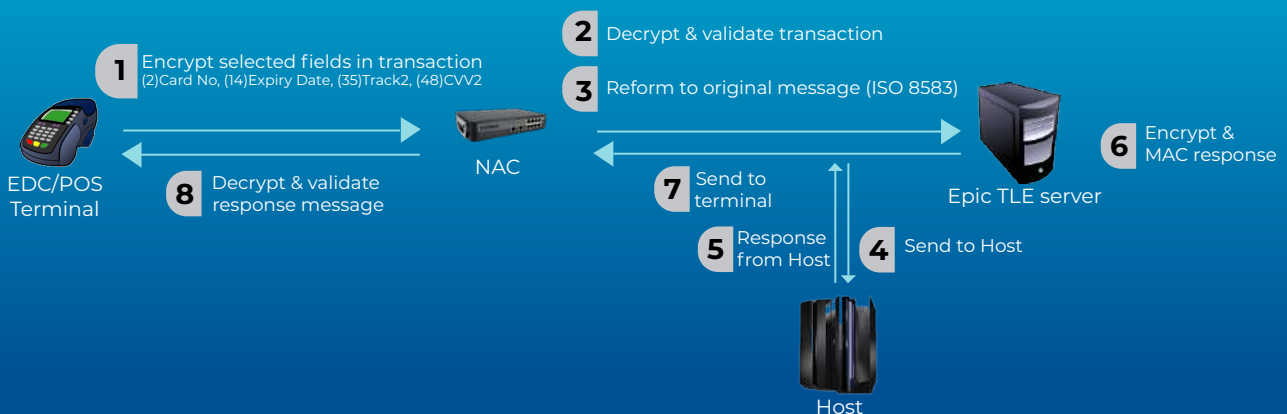 1
Encrypt selected fields in transaction
(2)Card No, (14)Expiry Date, (35)Track2, (48)CVV2
2
Decrypt & validate transaction
3
Reform to original message (ISO 8583)
EDC/POS
Terminal
NAC
Epic TLE server
6
Encrypt &
MAC response
8
Decrypt & validate
response message
7
Send to
terminal
5
Response
from Host
4
Send to Host
Host